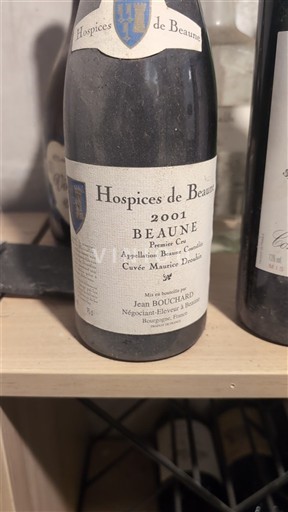 Hospices de Beaune
Hospices de Beaune
2001
BEAUNE
Premier Cru
Appellation Beaune Contrôlée
Cuvée Maurice Drouhin
Mis en bouteille par
Jean BOUCHARD
Négociant-Eleveur à Beaune
Bourgogne, France